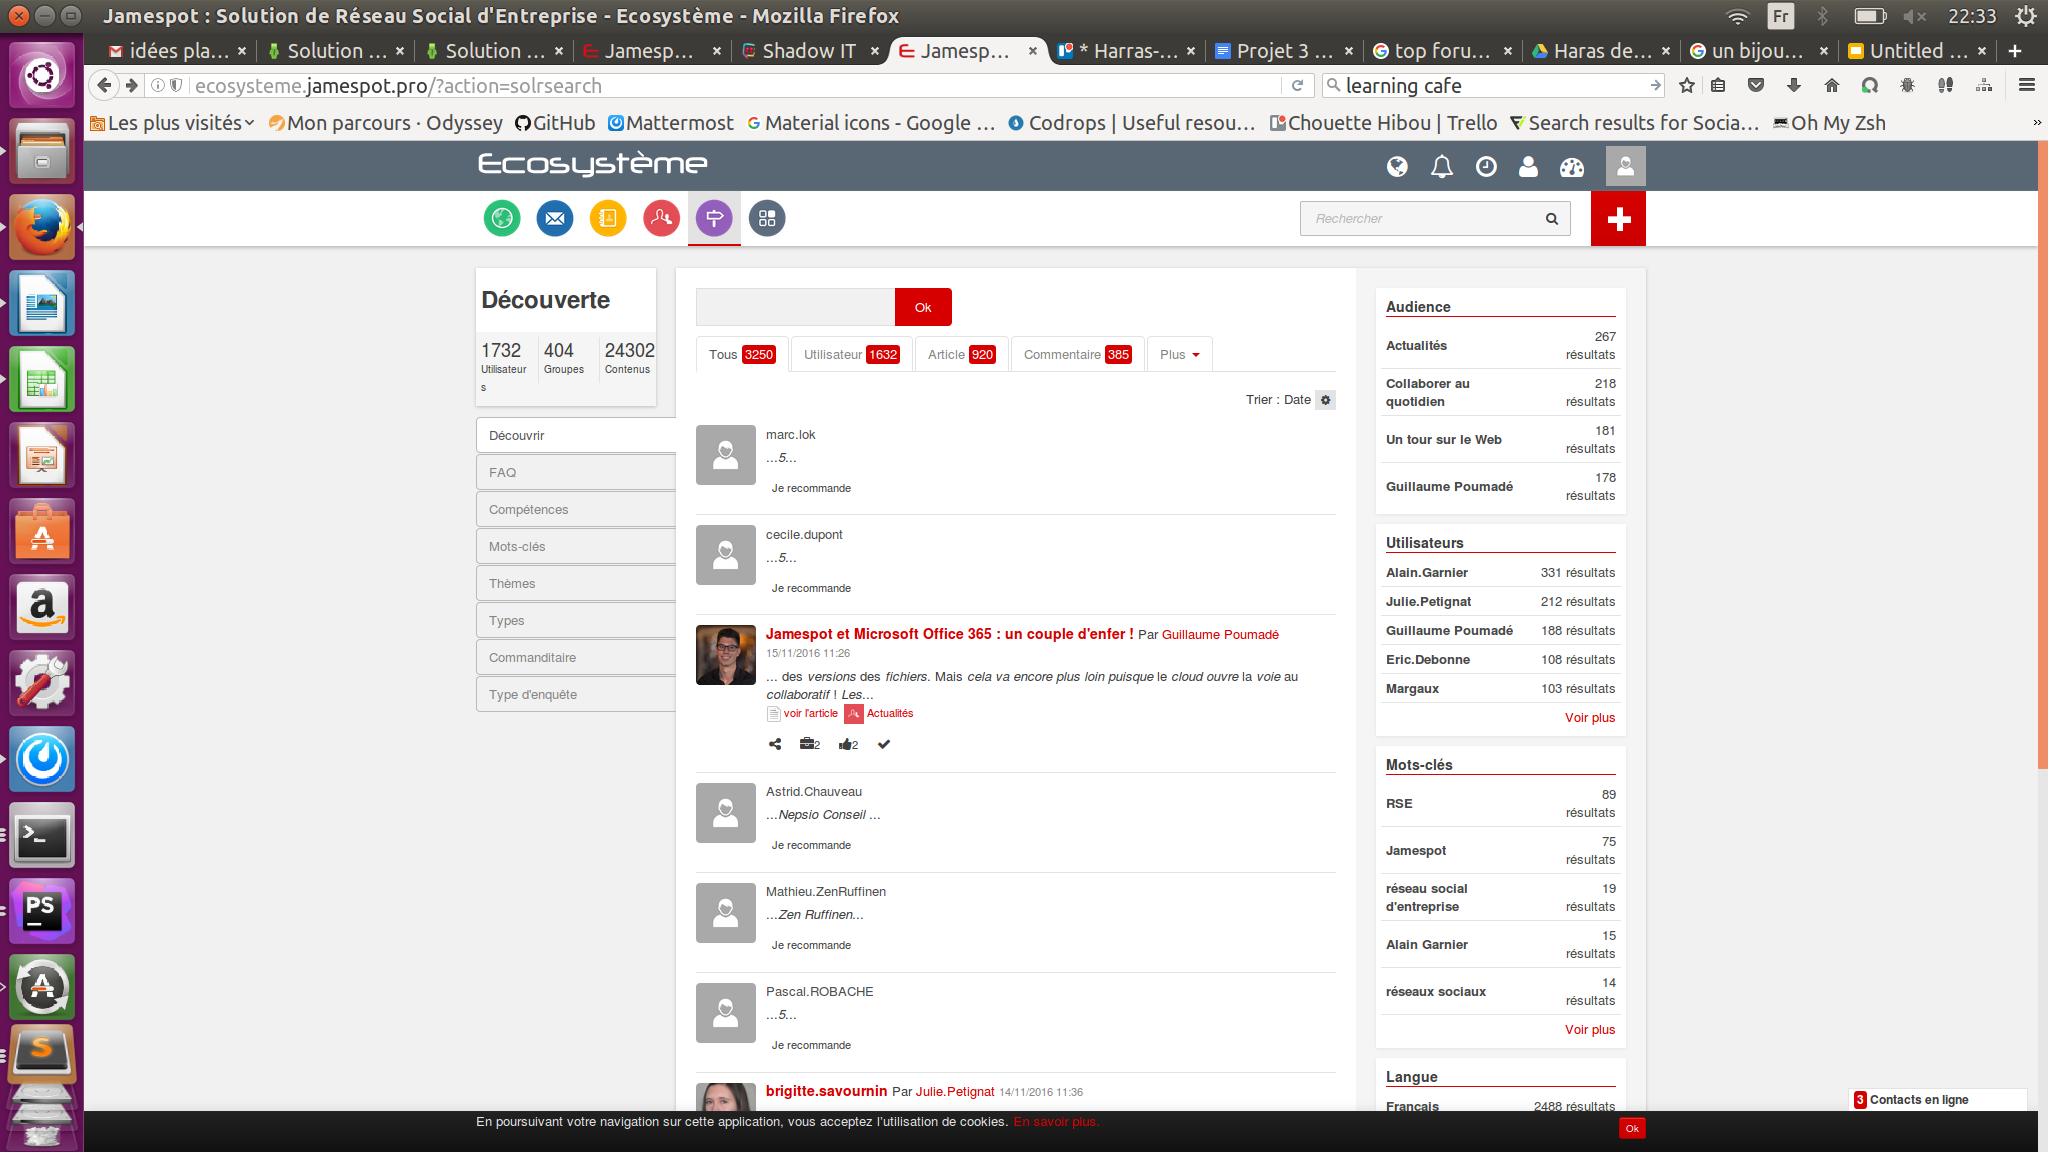 Jamespot : Solution de Réseau Social d'Entreprise - Ecosystème - Mozilla Firefox
Fr
22:33
idées pla...
Solution ...
Solution ...
Jamesp...
Shadow IT
Jamesp...
* Harras-...
Projet 3 ...
top foru...
Haras de...
un bijou...
Untitled ...
ecosysteme.jamespot.pro/?action=solrsearch
learning cafe
Les plus visités
Mon parcours · Odyssey
GitHub
Mattermost
Material icons - Google ...
Codrops | Useful resou...
Chouette Hibou | Trello
Search results for Socia...
Oh My Zsh
Ecosystème
Rechercher
Découverte
1732
Utilisateurs
404
Groupes
24302
Contenus
Découvrir
FAQ
Compétences
Mots-clés
Thèmes
Types
Commanditaire
Type d'enquête
Ok
Tous 3250
Utilisateur 1632
Article 920
Commentaire 385
Plus
Trier : Date
marc.lok
...5...
Je recommande
cecile.dupont
...5...
Je recommande
Jamespot et Microsoft Office 365 : un couple d'enfer ! Par Guillaume Poumadé
15/11/2016 11:26
... des versions des fichiers. Mais cela va encore plus loin puisque le cloud ouvre la voie au
collaboratif ! Les...
voir l'article Actualités
2
2
Astrid.Chauveau
...Nepsio Conseil ...
Je recommande
Mathieu.ZenRuffinen
...Zen Ruffinen...
Je recommande
Pascal.ROBACHE
...5...
Je recommande
brigitte.savournin Par Julie.Petignat 14/11/2016 11:36
Audience
Actualités 267 résultats
Collaborer au quotidien 218 résultats
Un tour sur le Web 181 résultats
Guillaume Poumadé 178 résultats
Utilisateurs
Alain.Garnier 331 résultats
Julie.Petignat 212 résultats
Guillaume Poumadé 188 résultats
Eric.Debonne 108 résultats
Margaux 103 résultats
Voir plus
Mots-clés
RSE 89 résultats
Jamespot 75 résultats
réseau social d'entreprise 19 résultats
Alain Garnier 15 résultats
réseaux sociaux 14 résultats
Voir plus
Langue
Français 2488 résultats
3 Contacts en ligne
En poursuivant votre navigation sur cette application, vous acceptez l'utilisation de cookies. En savoir plus.
Ok